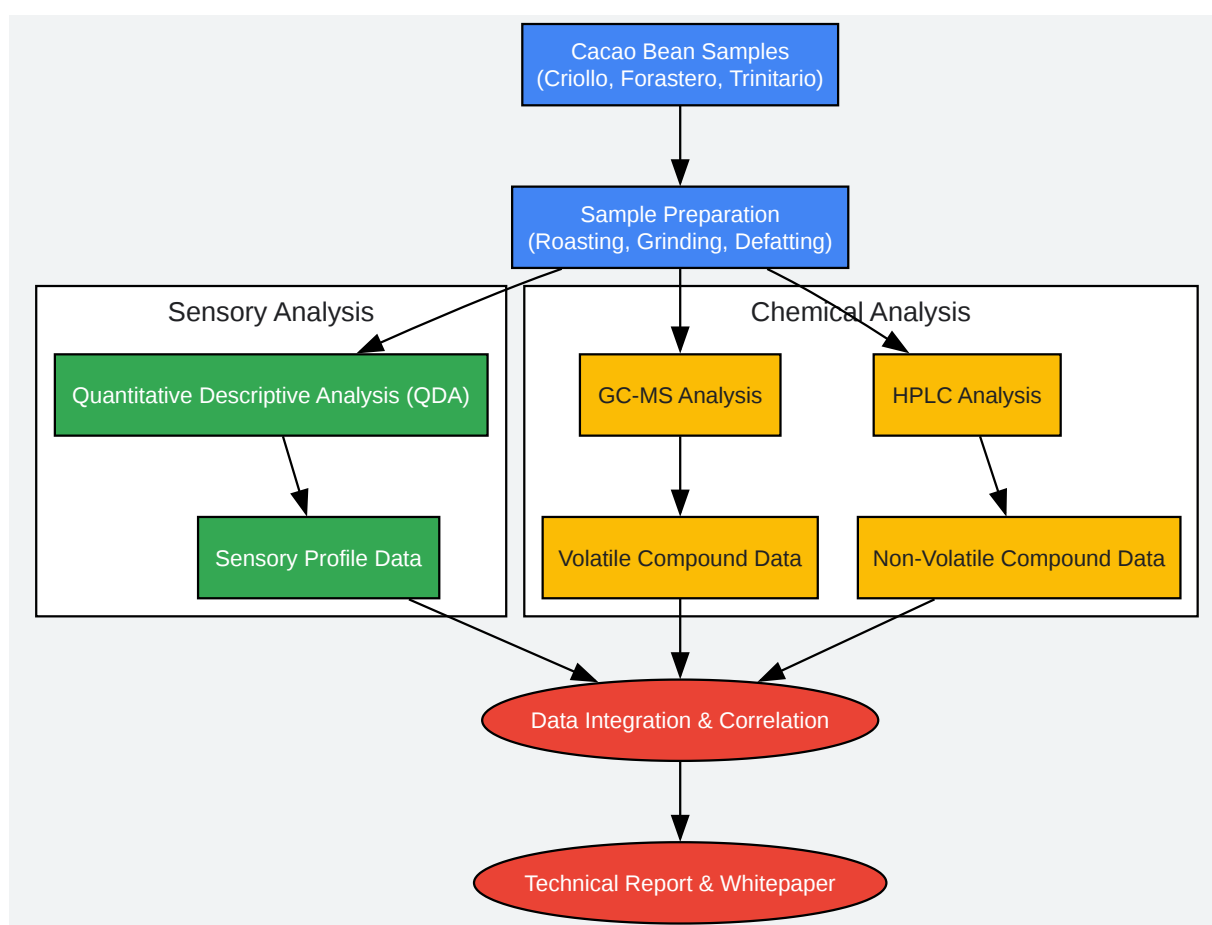 Cacao Bean Samples
(Criollo, Forastero, Trinitario)
Sample Preparation
(Roasting, Grinding, Defatting)
Sensory Analysis
Chemical Analysis
Quantitative Descriptive Analysis (QDA)
GC-MS Analysis
HPLC Analysis
Sensory Profile Data
Volatile Compound Data
Non-Volatile Compound Data
Data Integration & Correlation
Technical Report & Whitepaper